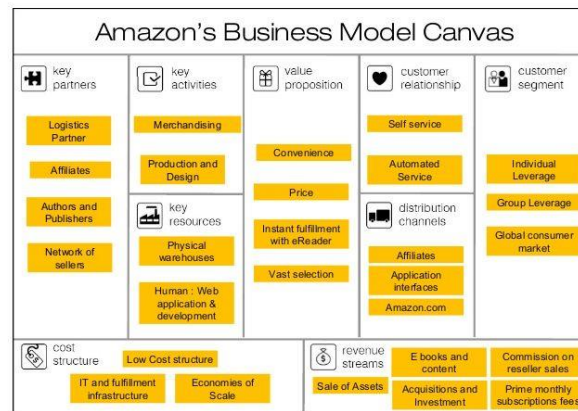 Amazon's Business Model Canvas
key
partners
Logistics
Partner
Affiliates
Authors and
Publishers
Network of
sellers
key
activities
Merchandising
Production and
Design
key
resources
Physical
warehouses
Human : Web
application &
development
value
proposition
Convenience
Price
Instant fulfillment
with eReader
Vast selection
customer
relationship
Self service
Automated
Service
distribution
channels
Affiliates
Application
interfaces
Amazon.com
customer
segment
Individual
Leverage
Group Leverage
Global consumer
market
cost
structure
Low Cost structure
IT and fulfillment
infrastructure
Economies of
Scale
revenue
streams
Sale of Assets
E books and
content
Acquisitions and
Investment
Commission on
reseller sales
Prime monthly
subscriptions fees